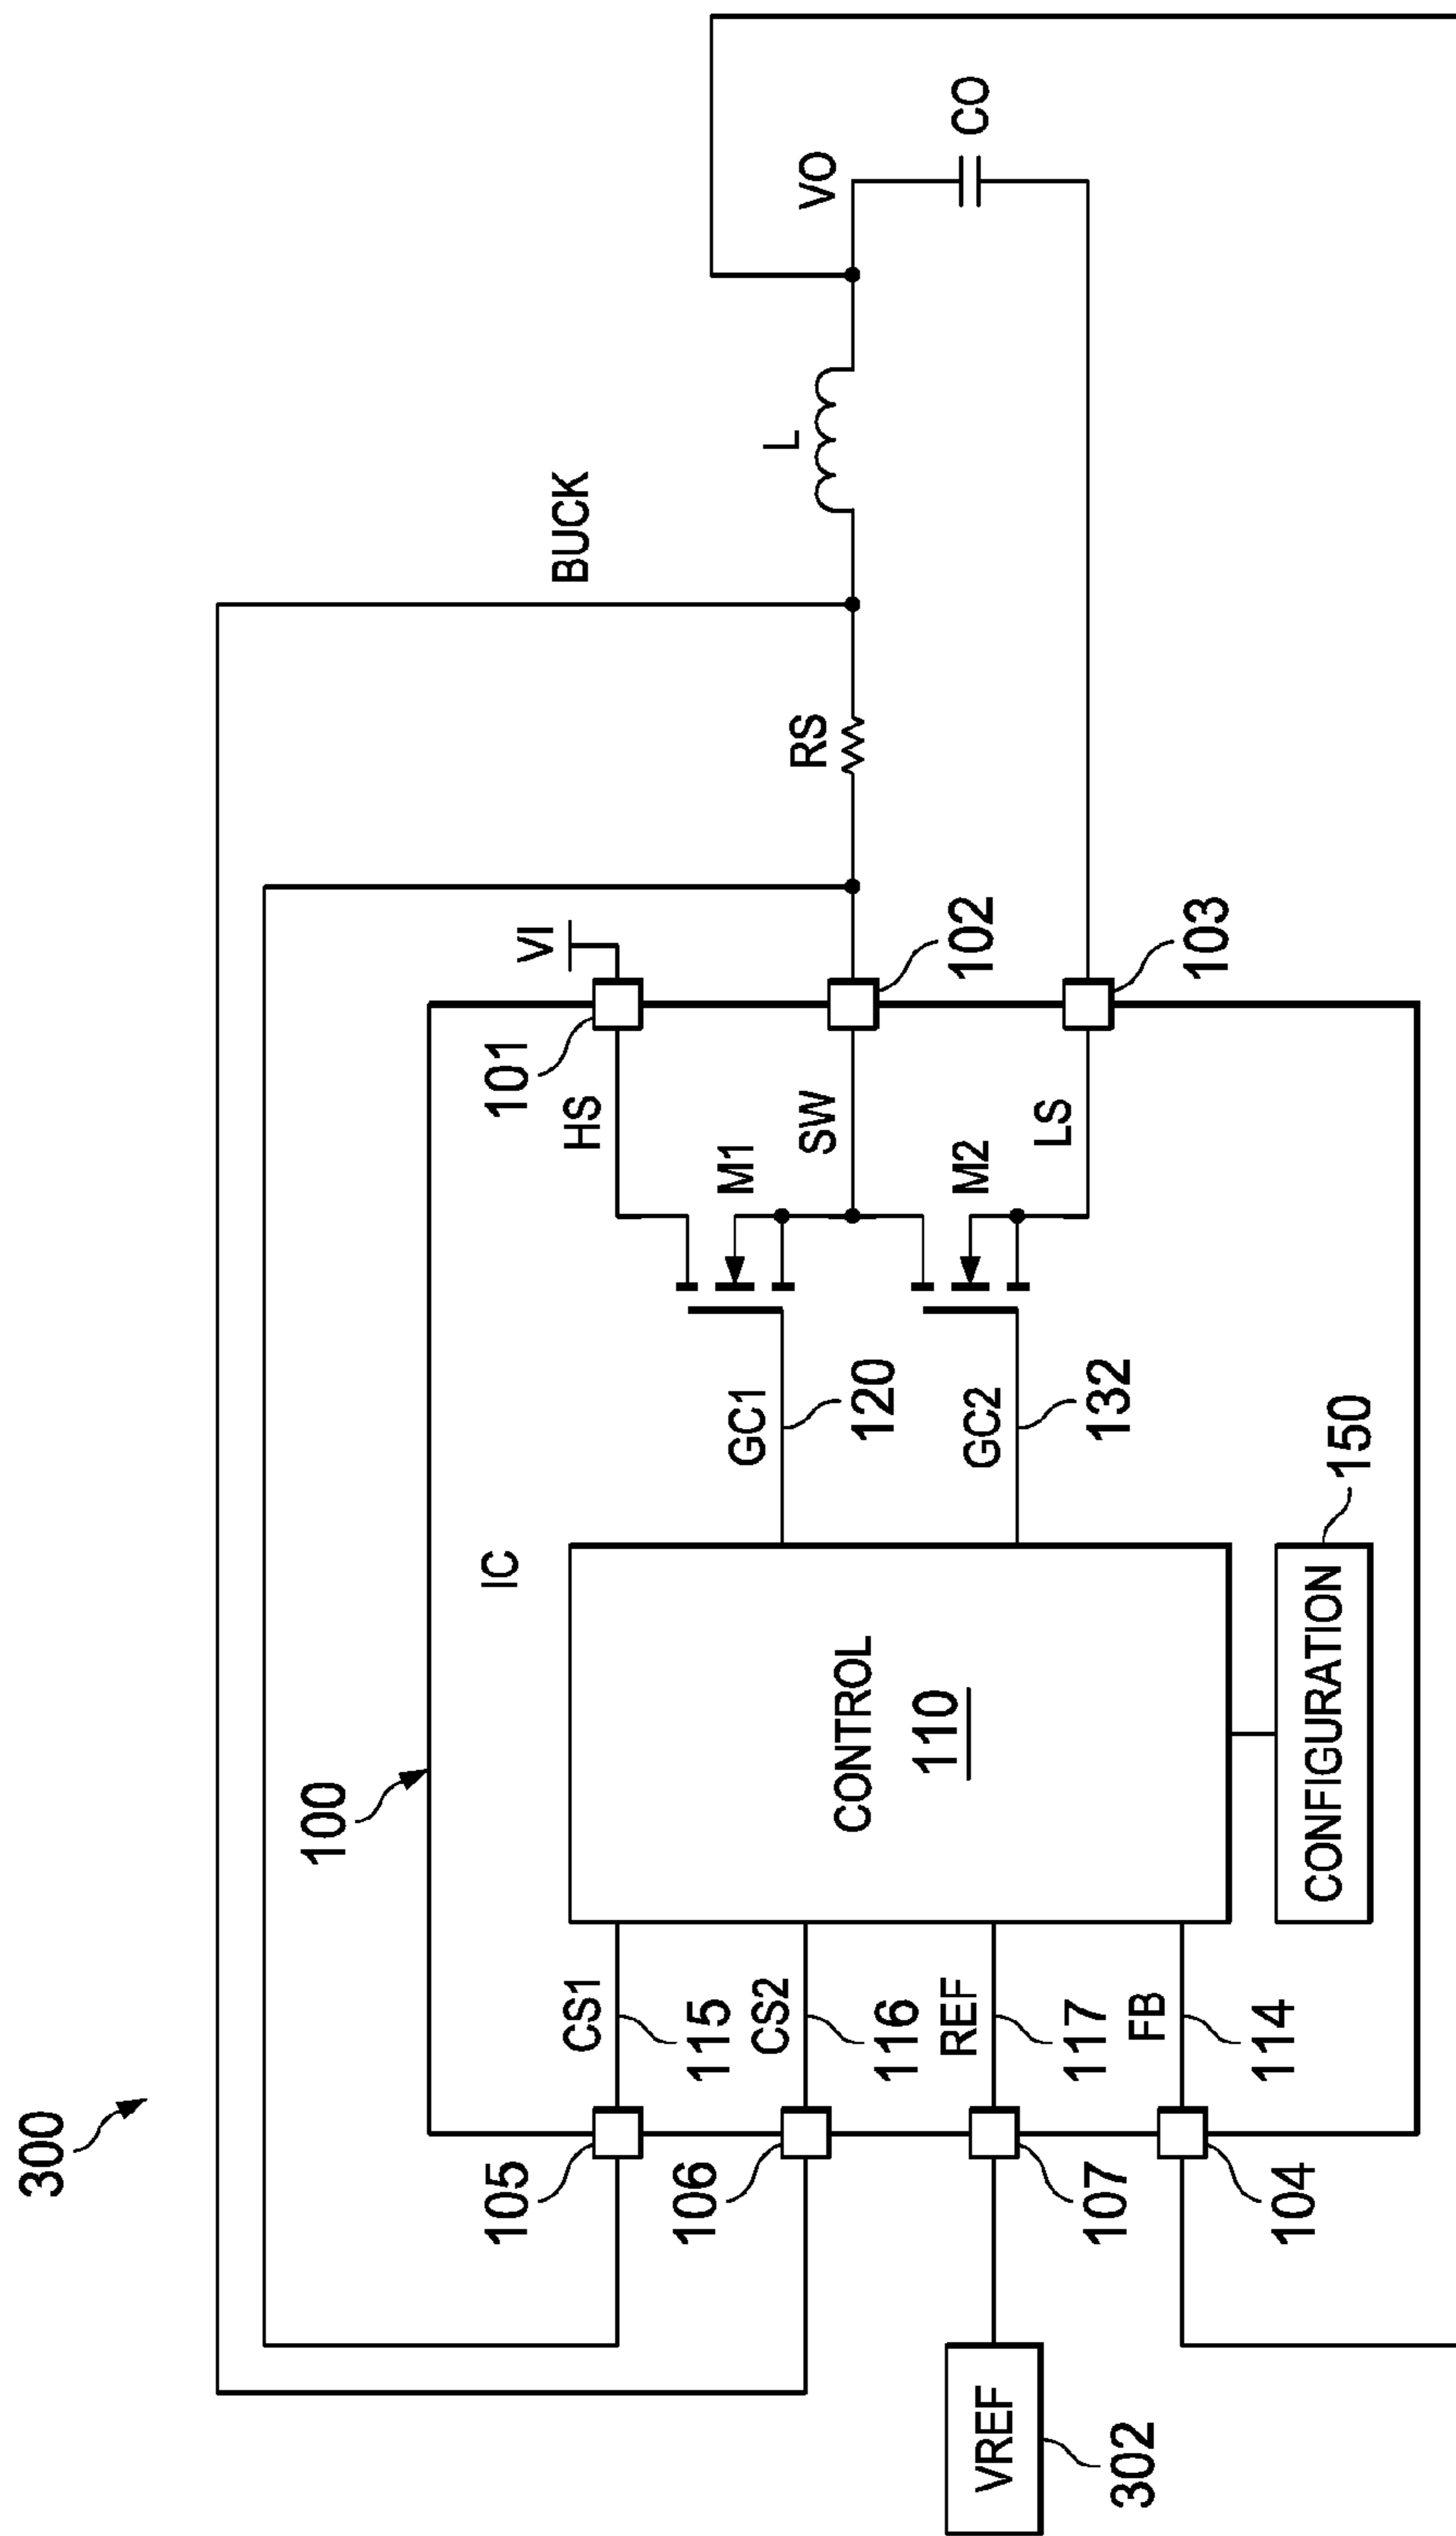 300
BUCK
100
IC
VI
101
HS
105
CS1
115
106
CS2
116
CONTROL
110
GC1
120
M1
SW
102
RS
L
VO
CO
VREF
302
107
REF
117
GC2
132
M2
LS
103
104
FB
114
CONFIGURATION
150